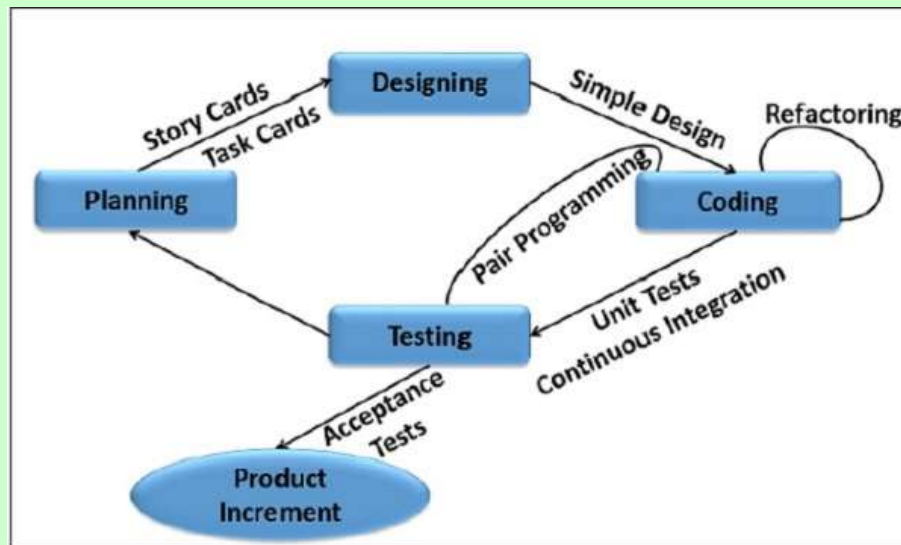 Designing
Story Cards
Task Cards
Simple Design
Refactoring
Planning
Pair Programming
Coding
Testing
Unit Tests
Continuous Integration
Acceptance
Tests
Product
Increment